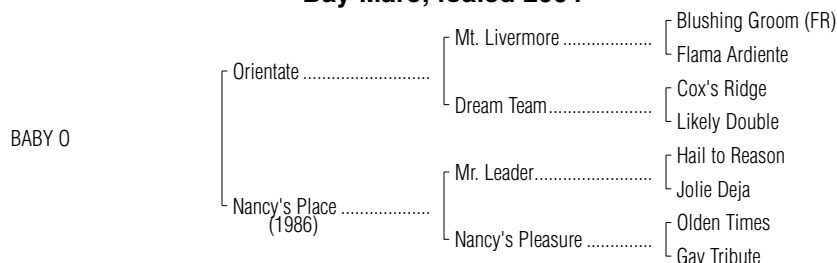 Bay Mare; foaled 2004
Blushing Groom (FR)
Mt. Livermore ....................
Flama Ardiente
Orientate .............................
Cox's Ridge
Dream Team.......................
Likely Double
BABY O
Hail to Reason
Mr. Leader..........................
Jolie Deja
Nancy's Place ....................
(1986)
Olden Times
Nancy's Pleasure ..............
Gay Tribute